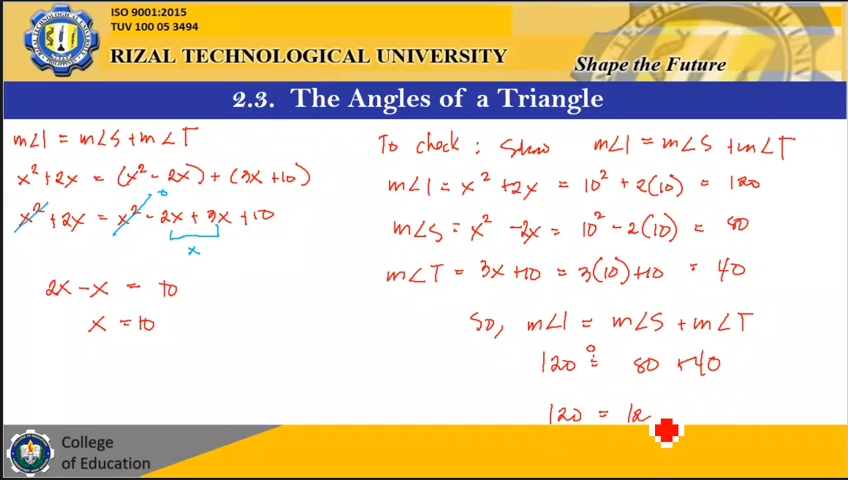 ISO 9001:2015
TUV 100 05 3494
RIZAL TECHNOLOGICAL UNIVERSITY
Shape the Future
2.3. The Angles of a Triangle
m∠1 = m∠S + m∠T
x² + 2x = (x² - 2x) + (3x + 10)
x² + 2x = x² - 2x + 3x + 10
x
2x - x = 10
x = 10
To check : Show m∠1 = m∠S + m∠T
m∠1 = x² + 2x = 10² + 2(10) = 120
m∠S = x² - 2x = 10² - 2(10) = 80
m∠T = 3x + 10 = 3(10) + 10 = 40
So, m∠1 = m∠S + m∠T
120 = 80 + 40
120 = 12
College
of Education